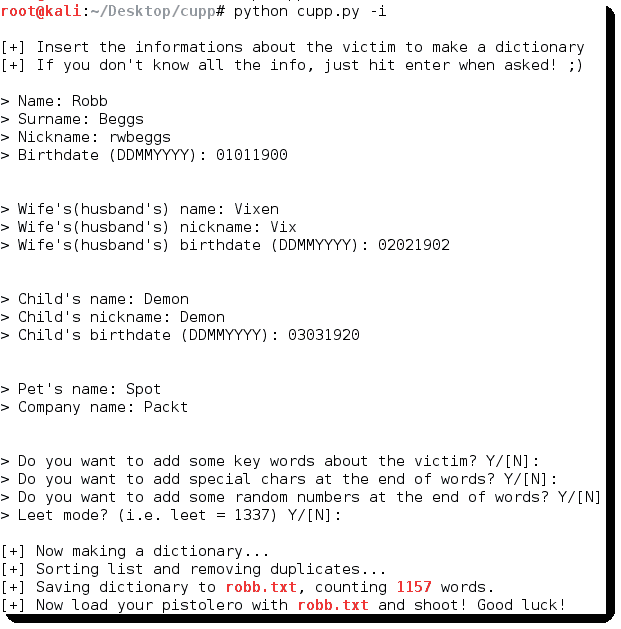 root@kali:~/Desktop/cupp# python cupp.py -i
[+] Insert the informations about the victim to make a dictionary
[+] If you don't know all the info, just hit enter when asked! ;)
> Name: Robb
> Surname: Beggs
> Nickname: rwbeggs
> Birthdate (DDMMYYYY): 01011900
> Wife's(husband's) name: Vixen
> Wife's(husband's) nickname: Vix
> Wife's(husband's) birthdate (DDMMYYYY): 02021902
> Child's name: Demon
> Child's nickname: Demon
> Child's birthdate (DDMMYYYY): 03031920
> Pet's name: Spot
> Company name: Packt
> Do you want to add some key words about the victim? Y/[N]:
> Do you want to add special chars at the end of words? Y/[N]:
> Do you want to add some random numbers at the end of words? Y/[N]
> Leet mode? (i.e. leet = 1337) Y/[N]:
[+] Now making a dictionary...
[+] Sorting list and removing duplicates...
[+] Saving dictionary to robb.txt, counting 1157 words.
[+] Now load your pistolero with robb.txt and shoot! Good luck!